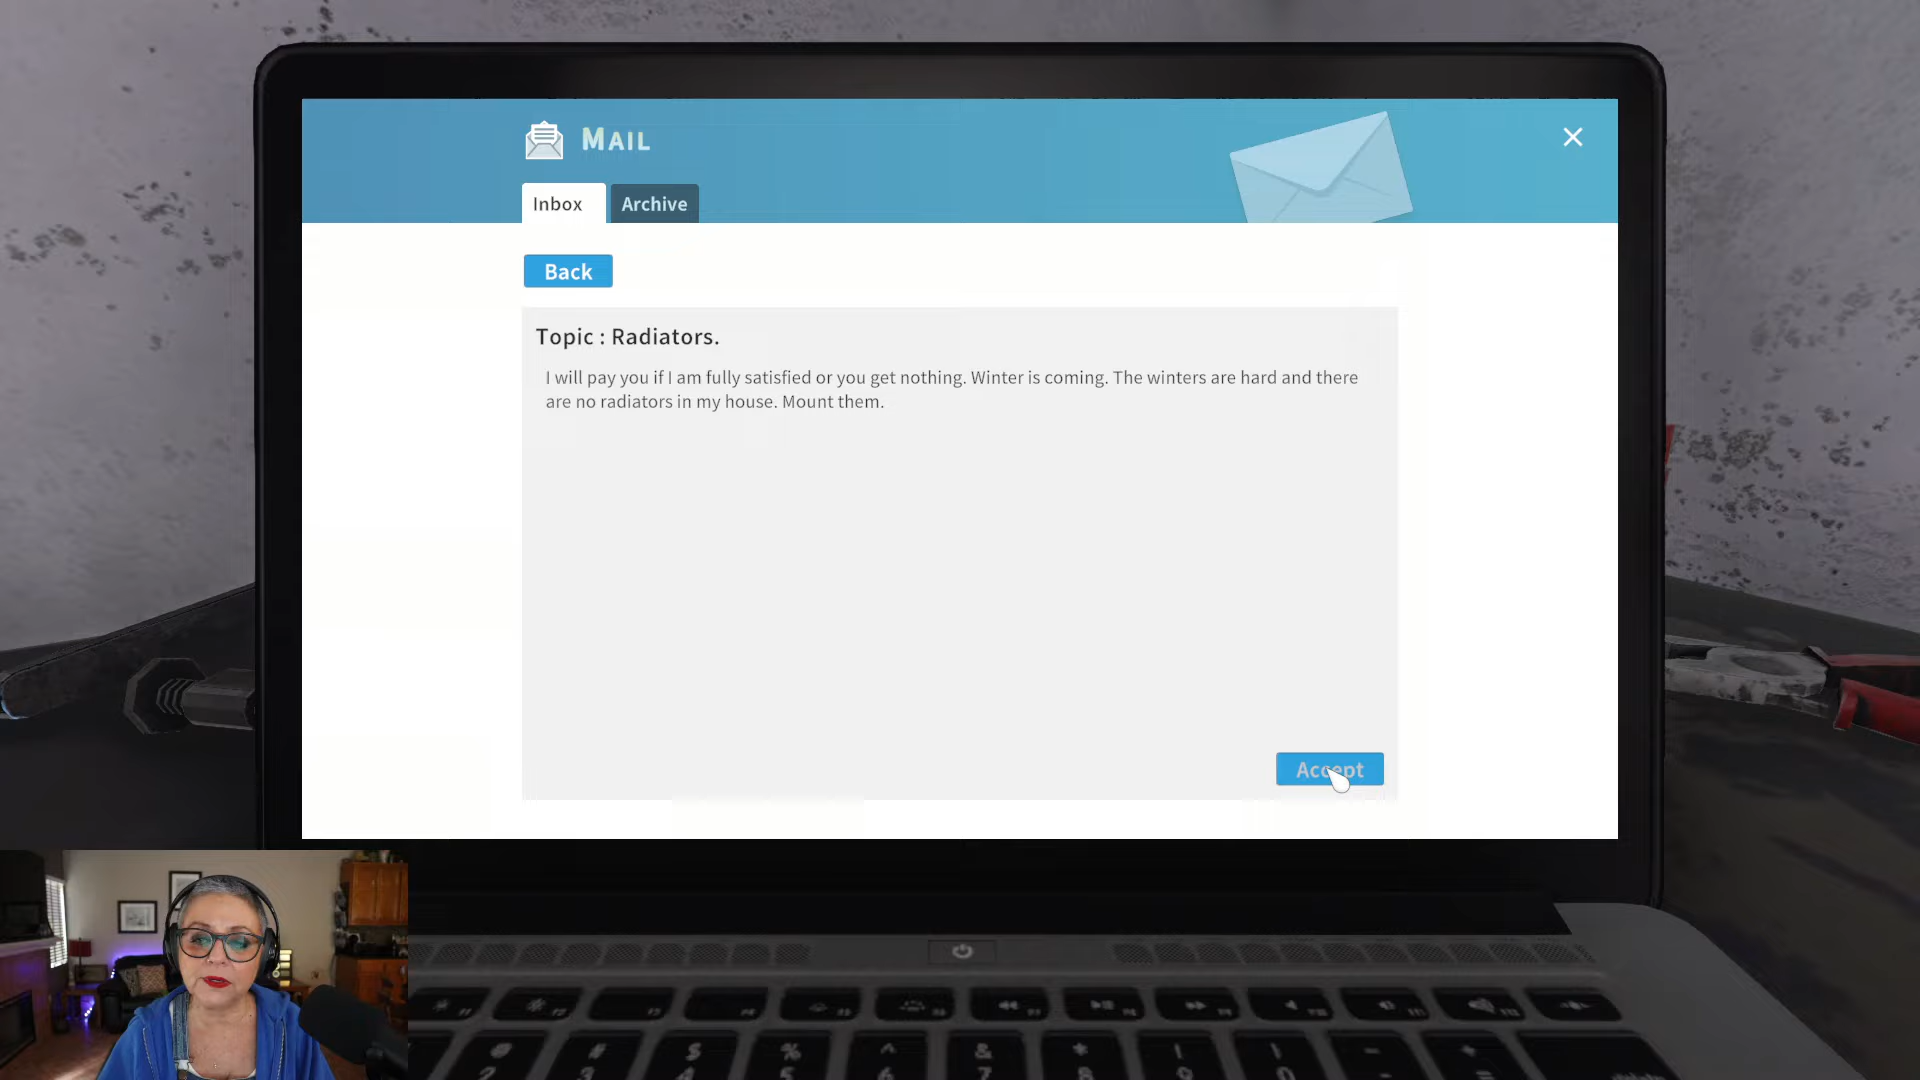 MAIL
Inbox
Archive
Back
Topic : Radiators.
I will pay you if I am fully satisfied or you get nothing. Winter is coming. The winters are hard and there
are no radiators in my house. Mount them.
Accept